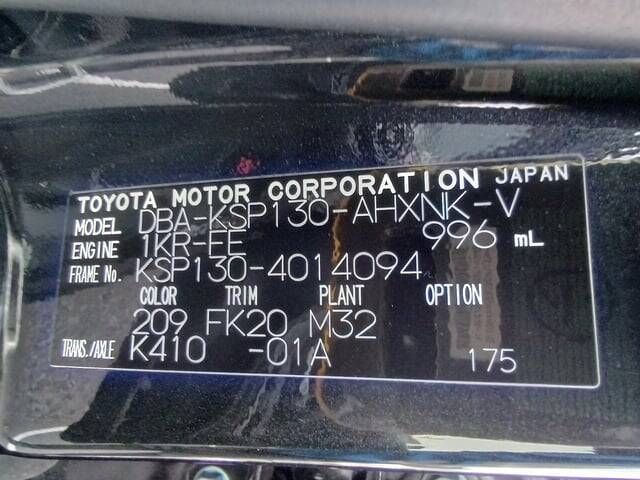 TOYOTA MOTOR CORPORATION JAPAN
MODEL DBA-KSP130-AHXNK-V
ENGINE 1KR-FE 996 mL
FRAME No. KSP130-4014094
COLOR TRIM PLANT OPTION
209 FK20 M32
TRANS./AXLE K410 -01A 175